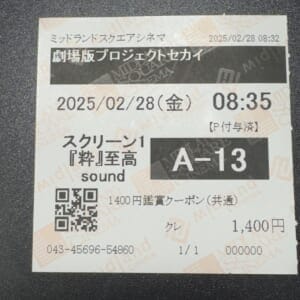 ミッドランドスクエアシネマ 2025/02/28 08:32
劇場版プロジェクトセカイ
2025/02/28(金) 08:35
【P付与済】
スクリーン1
『粋』至高
sound
A-13
1400円鑑賞クーポン(共通)
クレ 1,400円
043-45696-54860 1/1 000000